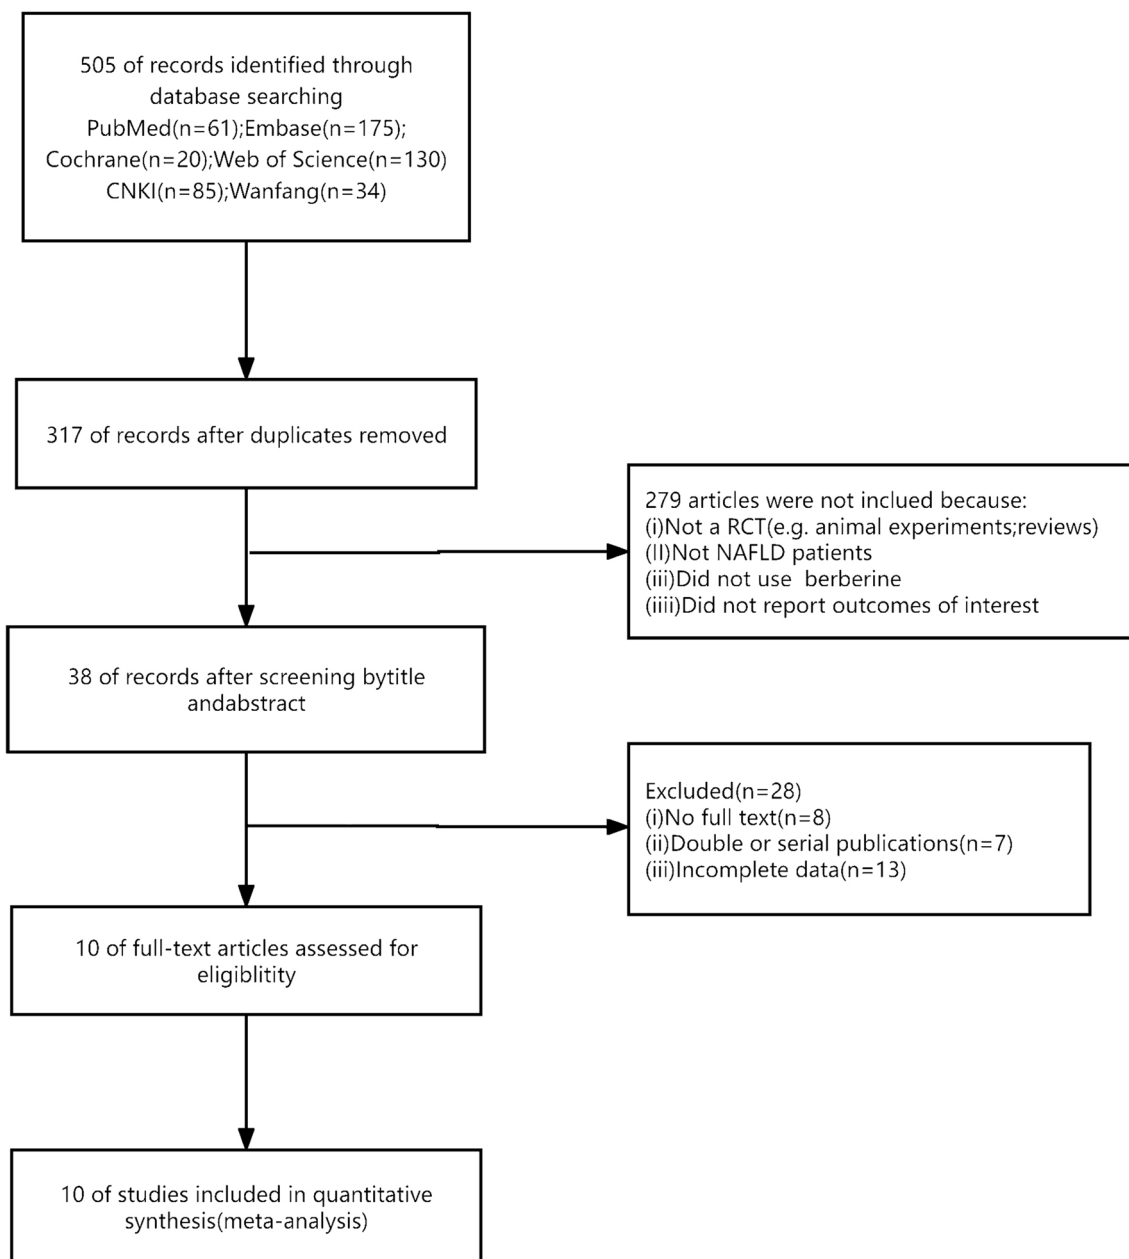 505 of records identified through
database searching
PubMed(n=61);Embase(n=175);
Cochrane(n=20);Web of Science(n=130)
CNKI(n=85);Wanfang(n=34)
317 of records after duplicates removed
279 articles were not inclued because:
(i)Not a RCT(e.g. animal experiments;reviews)
(II)Not NAFLD patients
(iii)Did not use  berberine
(iiii)Did not report outcomes of interest
38 of records after screening bytitle
andabstract
Excluded(n=28)
(i)No full text(n=8)
(ii)Double or serial publications(n=7)
(iii)Incomplete data(n=13)
10 of full-text articles assessed for
eligiblitity
10 of studies included in quantitative
synthesis(meta-analysis)